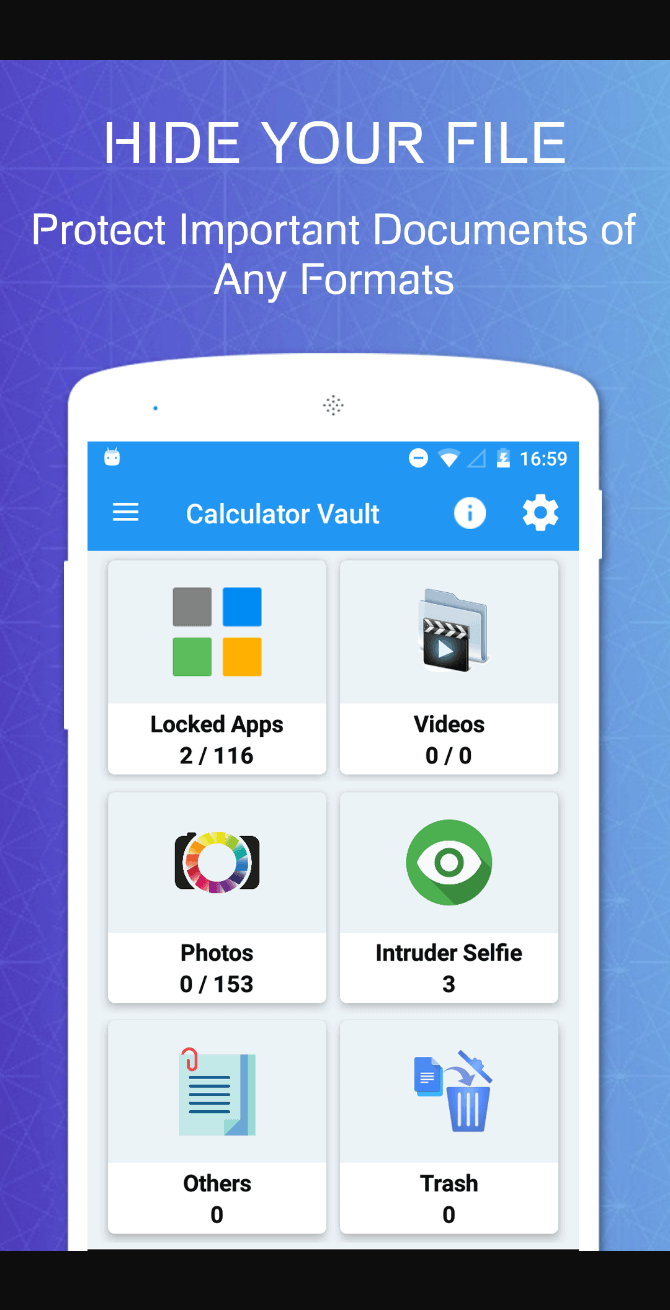 HIDE YOUR FILE
Protect Important Documents of
Any Formats
16:59
Calculator Vault
Locked Apps
2 / 116
Videos
0 / 0
Photos
0 / 153
Intruder Selfie
3
Others
0
Trash
0